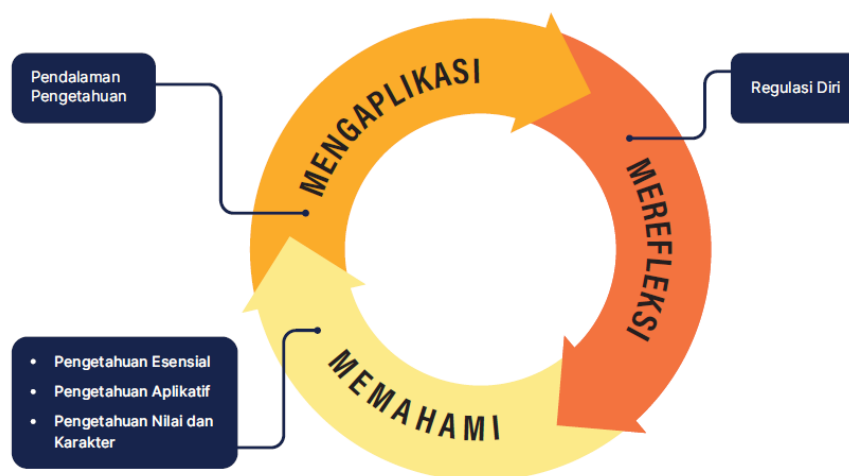 Pendalaman
Pengetahuan
MENGAPLIKASI
Regulasi Diri
MEREFLEKSI
• Pengetahuan Esensial
• Pengetahuan Aplikatif
• Pengetahuan Nilai dan
Karakter
MEMAHAMI